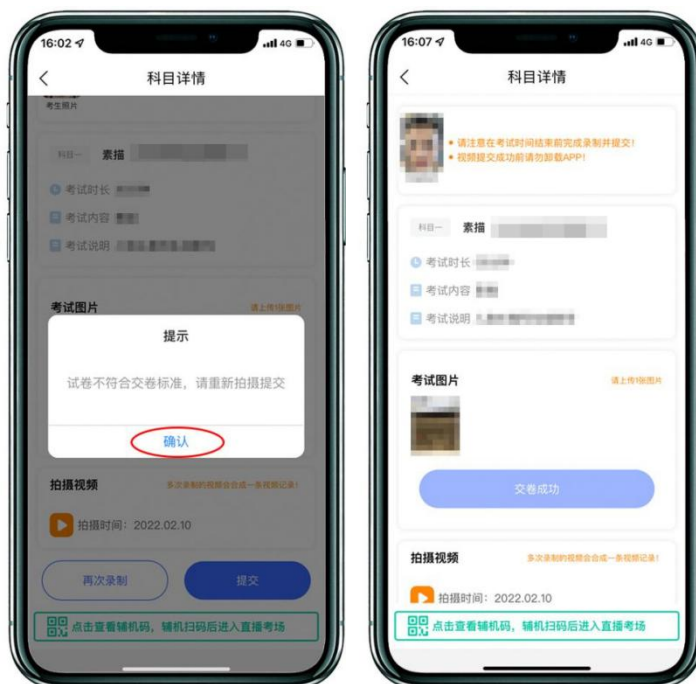 16:02
4G
科目详情
考生照片
科目一
素描
考试时长
考试内容
考试说明
考试图片
请上传1张图片
提示
试卷不符合交卷标准，请重新拍摄提交
确认
拍摄视频
多次录制的视频会合成一条视频记录!
拍摄时间：2022.02.10
再次录制
提交
点击查看辅机码，辅机扫码后进入直播考场
16:07
4G
科目详情
请注意在考试时间结束前完成录制并提交!
视频提交成功前请勿卸载APP!
科目一
素描
考试时长
考试内容
考试说明
考试图片
请上传1张图片
交卷成功
拍摄视频
多次录制的视频会合成一条视频记录!
拍摄时间：2022.02.10
点击查看辅机码，辅机扫码后进入直播考场